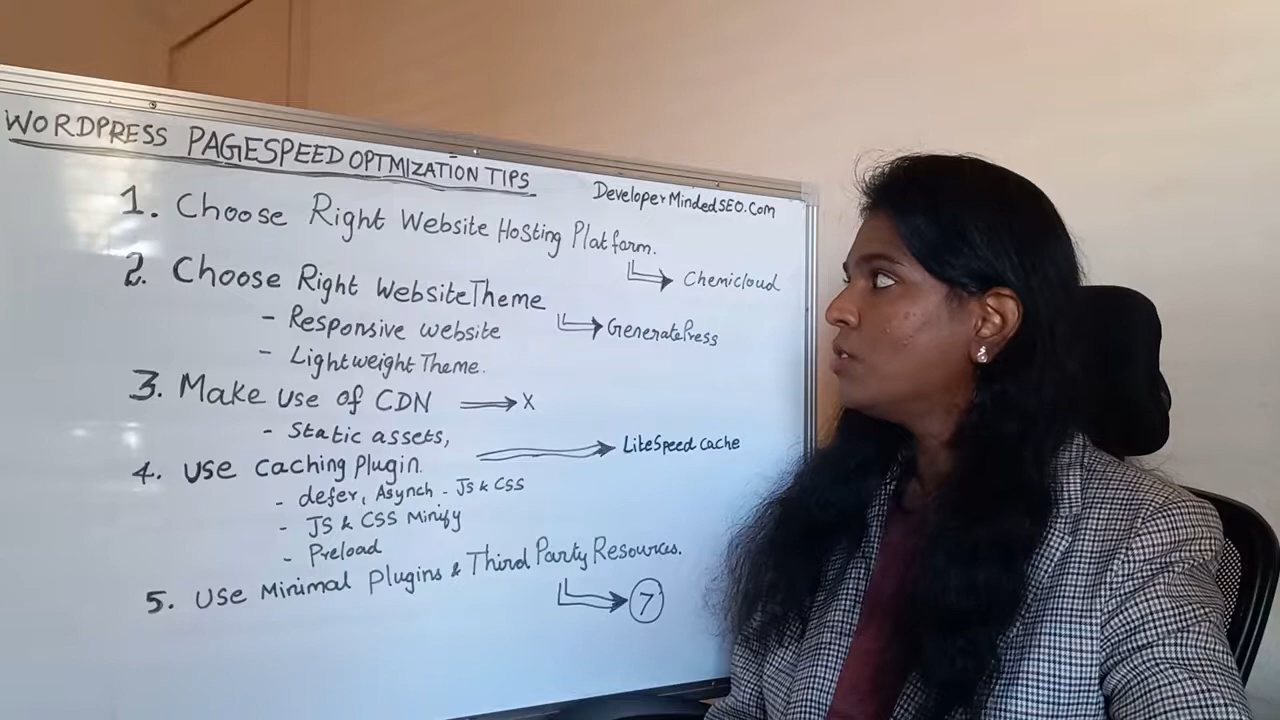 WORDPRESS PAGESPEED OPTMIZATION TIPS
DeveloperMindedSEO.Com
1. Choose Right Website Hosting Platform.
Chemicloud
2. Choose Right Website Theme
GeneratePress
- Responsive website
- Lightweight Theme.
3. Make use of CDN → X
- Static assets,
4. Use Caching Plugin.
LiteSpeed Cache
- defer, Asynch - JS & CSS
- JS & CSS Minify
- Preload
5. Use Minimal Plugins & Third Party Resources.
7